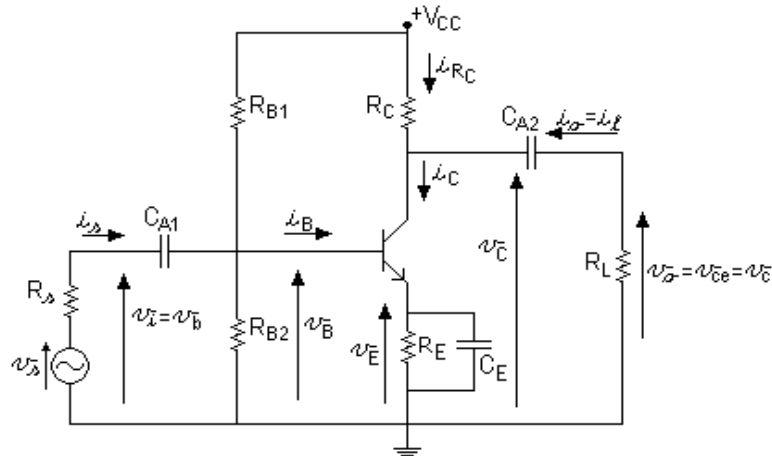 +VCC
iRC
RB1
RC
CA2
io=iℓ
iC
is
CA1
iB
Rs
vi=vb
RB2
vB
vE
RE
CE
vC
RL
vo=vce=vc
vs